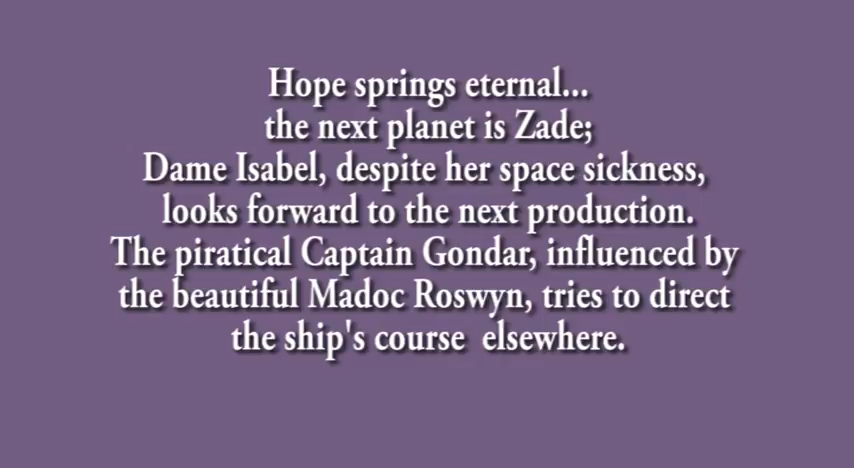 Hope springs eternal...
the next planet is Zade;
Dame Isabel, despite her space sickness,
looks forward to the next production.
The piratical Captain Gondar, influenced by
the beautiful Madoc Roswyn, tries to direct
the ship's course  elsewhere.